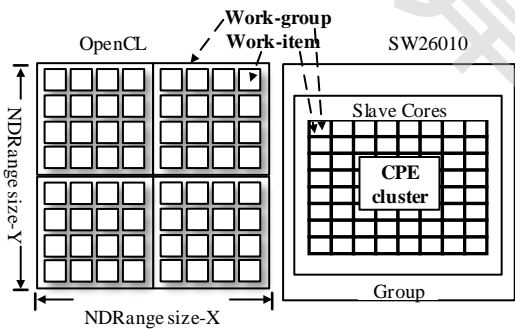 Work-group
OpenCL
Work-item
SW26010
NDRange size-Y
Slave Cores
CPE
cluster
Group
NDRange size-X